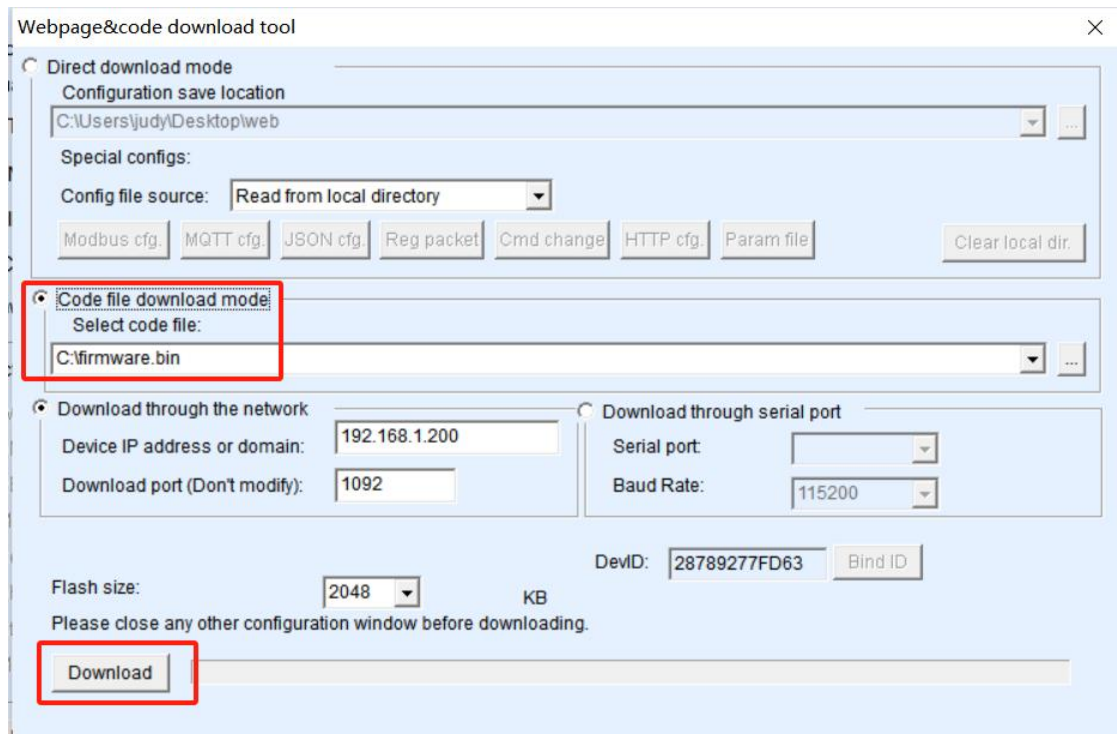 Webpage&code download tool
Direct download mode
Configuration save location
C:\Users\judy\Desktop\web
...
Special configs:
Config file source: Read from local directory
Modbus cfg. MQTT cfg. JSON cfg. Reg packet Cmd change HTTP cfg. Param file Clear local dir.
Code file download mode
Select code file:
C:\firmware.bin
...
Download through the network
Device IP address or domain: 192.168.1.200
Download port (Don't modify): 1092
Download through serial port
Serial port:
Baud Rate: 115200
DevID: 28789277FD63 Bind ID
Flash size: 2048 KB
Please close any other configuration window before downloading.
Download